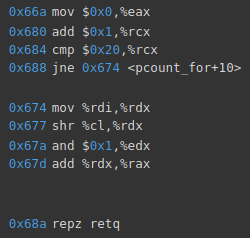 0x66a mov $0x0,%eax
0x680 add $0x1,%rcx
0x684 cmp $0x20,%rcx
0x688 jne 0x674 <pcount_for+10>
0x674 mov %rdi,%rdx
0x677 shr %cl,%rdx
0x67a and $0x1,%edx
0x67d add %rdx,%rax
0x68a repz retq